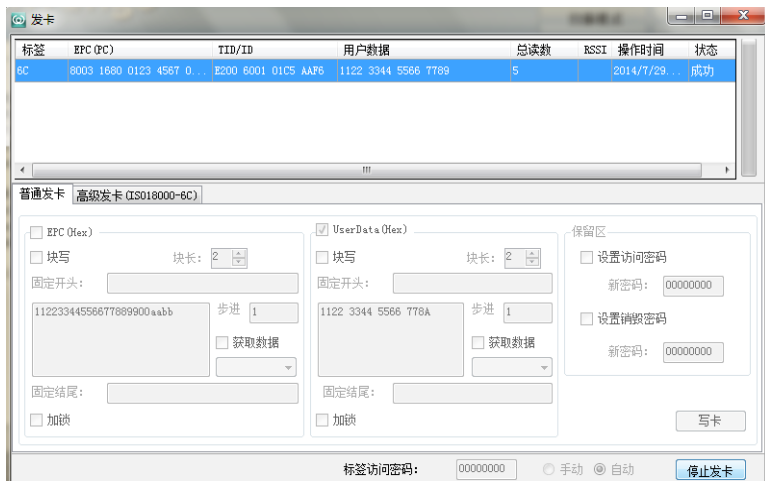 发卡
标签 EPC(PC) TID/ID 用户数据 总读数 RSSI 操作时间 状态
6C 8003 1680 0123 4567 0... E200 6001 01C5 AAF6 1122 3344 5566 7789 5 2014/7/29... 成功
普通发卡 高级发卡(ISO18000-6C)
EPC(Hex) UserData(Hex) 保留区
块写 块长: 2 块写 块长: 2 设置访问密码
固定开头: 固定开头: 新密码: 00000000
11223344556677889900aabb 步进 1 1122 3344 5566 778A 步进 1 设置销毁密码
获取数据 获取数据 新密码: 00000000
固定结尾: 固定结尾:
加锁 加锁 写卡
标签访问密码: 00000000 手动 自动 停止发卡